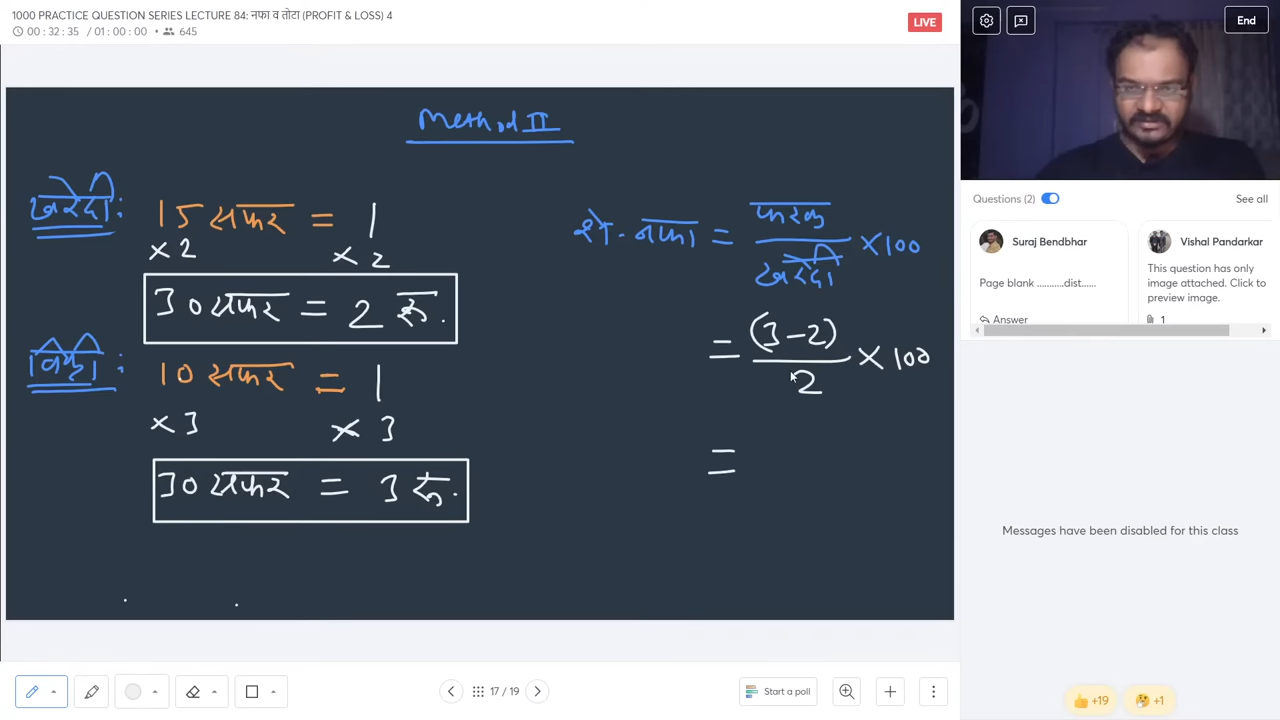 1000 PRACTICE QUESTION SERIES LECTURE 84: नफा व तोटा (PROFIT & LOSS) 4
00 : 32 : 35 / 01 : 00 : 00 • 645
LIVE
End
Method II
खरेदी:
15 सफर = 1
×2 ×2
30 सफर = 2 रू.
विक्री:
10 सफर = 1
×3 ×3
30 सफर = 3 रू.
शे. नफा = फरक / खरेदी × 100
= (3-2) / 2 × 100
=
Questions (2)
See all
Suraj Bendbhar
Page blank ...........dist.....
Answer
Vishal Pandarkar
This question has only
image attached. Click to
preview image.
1
Messages have been disabled for this class
17 / 19
Start a poll
+19
+1